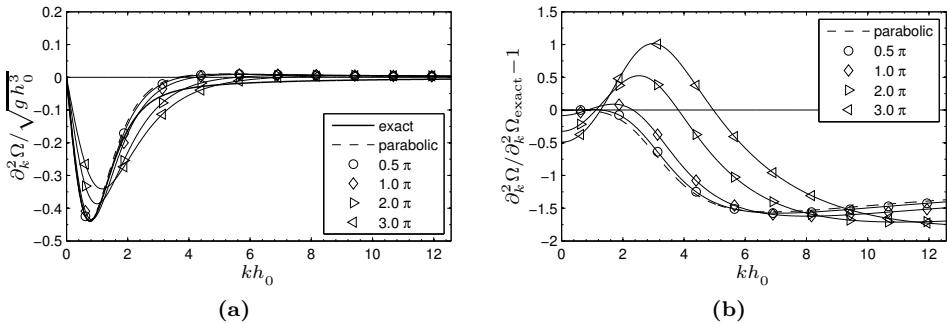 0.2
0.1
0
−0.1
−0.2
−0.3
−0.4
−0.5
∂²ₖΩ/√(g h₀³)
exact
parabolic
0.5 π
1.0 π
2.0 π
3.0 π
0 2 4 6 8 10 12
kh₀
(a)
1.5
1
0.5
0
−0.5
−1
−1.5
−2
∂²ₖΩ/∂²ₖΩ_exact−1
parabolic
0.5 π
1.0 π
2.0 π
3.0 π
0 2 4 6 8 10 12
kh₀
(b)